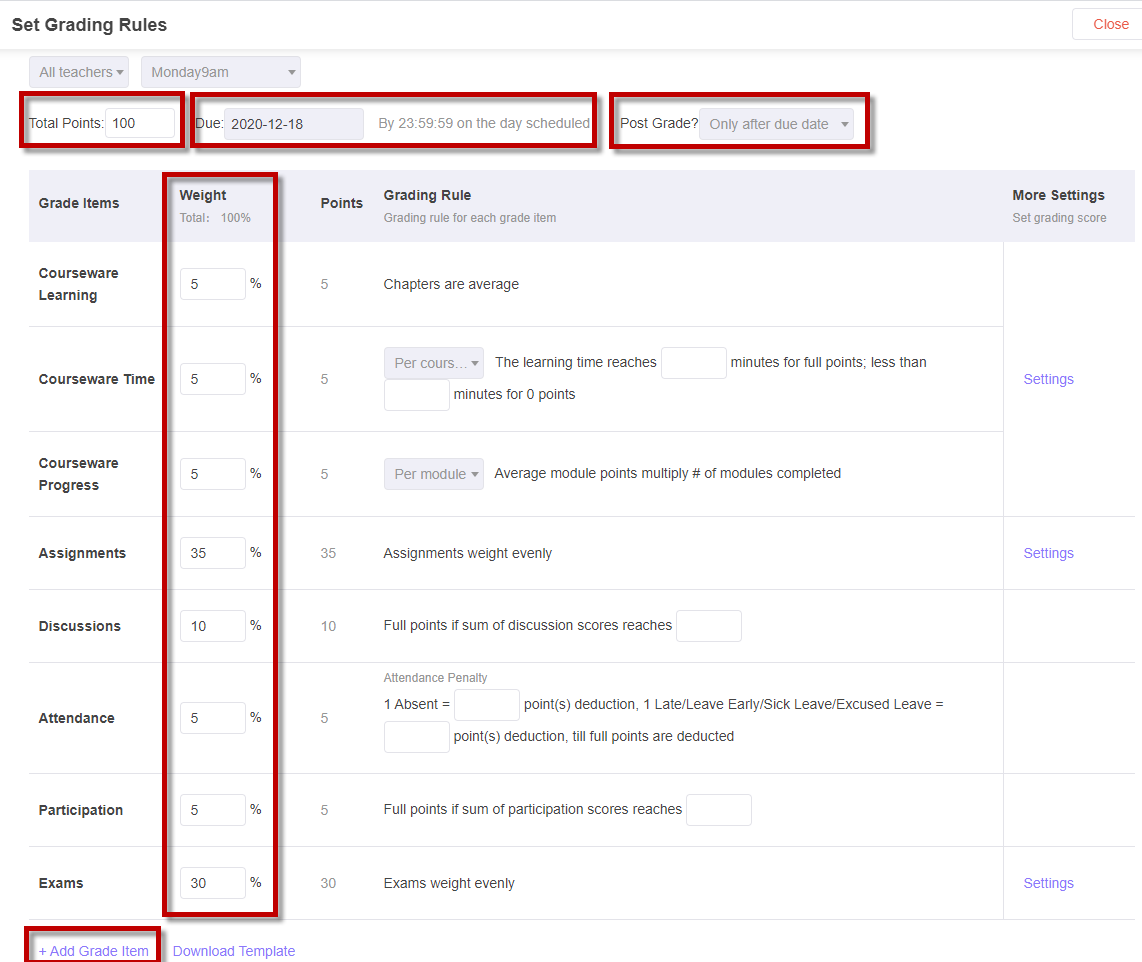 Set Grading Rules
Close
All teachers
Monday9am
Total Points: 100
Due: 2020-12-18 By 23:59:59 on the day scheduled
Post Grade? Only after due date
Grade Items
Weight
Total: 100%
Points
Grading Rule
Grading rule for each grade item
More Settings
Set grading score
Courseware
Learning
5 %
5
Chapters are average
Courseware Time
5 %
5
Per cours... The learning time reaches minutes for full points; less than
minutes for 0 points
Settings
Courseware
Progress
5 %
5
Per module Average module points multiply # of modules completed
Assignments
35 %
35
Assignments weight evenly
Settings
Discussions
10 %
10
Full points if sum of discussion scores reaches
Attendance
5 %
5
Attendance Penalty
1 Absent = point(s) deduction, 1 Late/Leave Early/Sick Leave/Excused Leave =
point(s) deduction, till full points are deducted
Participation
5 %
5
Full points if sum of participation scores reaches
Exams
30 %
30
Exams weight evenly
Settings
+ Add Grade Item
Download Template